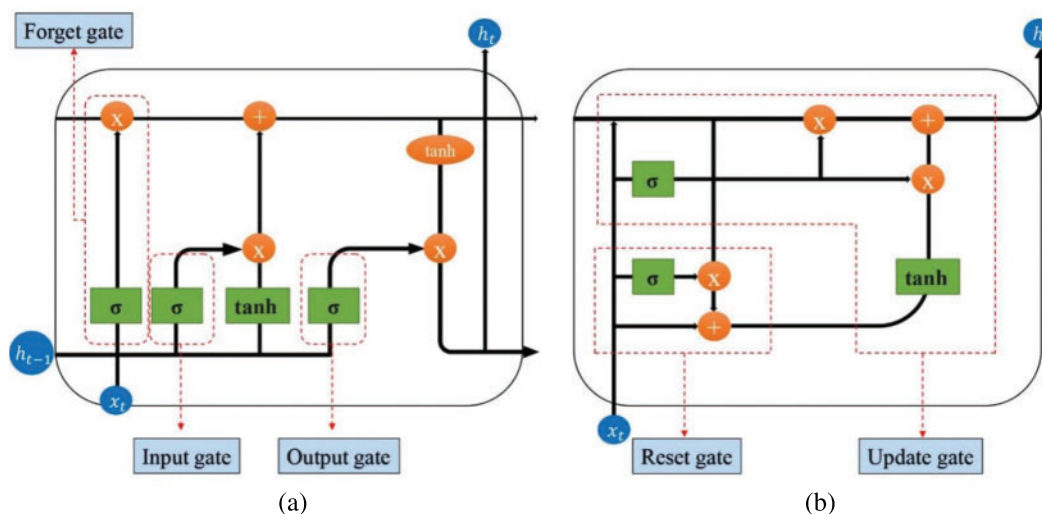 Forget gate
h_t
h
x
+
x
+
tanh
σ
x
x
x
σ
x
σ
σ
tanh
σ
tanh
+
h_{t-1}
x_t
x_t
Input gate
Output gate
Reset gate
Update gate
(a)
(b)